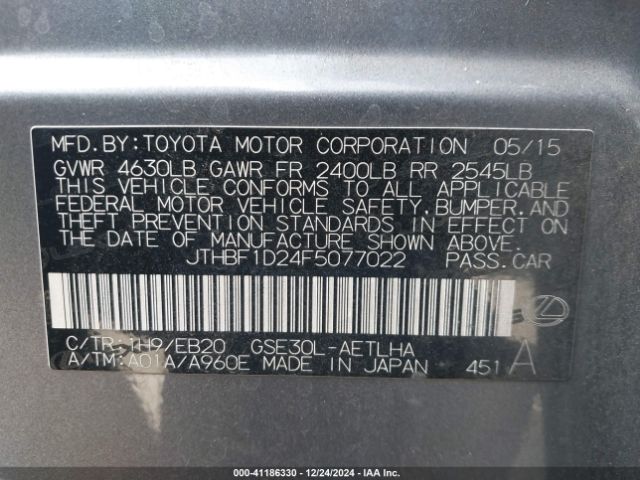 MFD.BY:TOYOTA MOTOR CORPORATION 05/15
GVWR 4630LB GAWR FR 2400LB RR 2545LB
THIS VEHICLE CONFORMS TO ALL APPLICABLE
FEDERAL MOTOR VEHICLE SAFETY,BUMPER,AND
THEFT PREVENTION STANDARDS IN EFFECT ON
THE DATE OF MANUFACTURE SHOWN ABOVE.
JTHBF1D24F5077022 PASS.CAR
C/TR:1H9/EB20 GSE30L-AETLHA
A/TM:A01A/A960E MADE IN JAPAN 451 A
000-41186330 - 12/24/2024 - IAA, Inc.